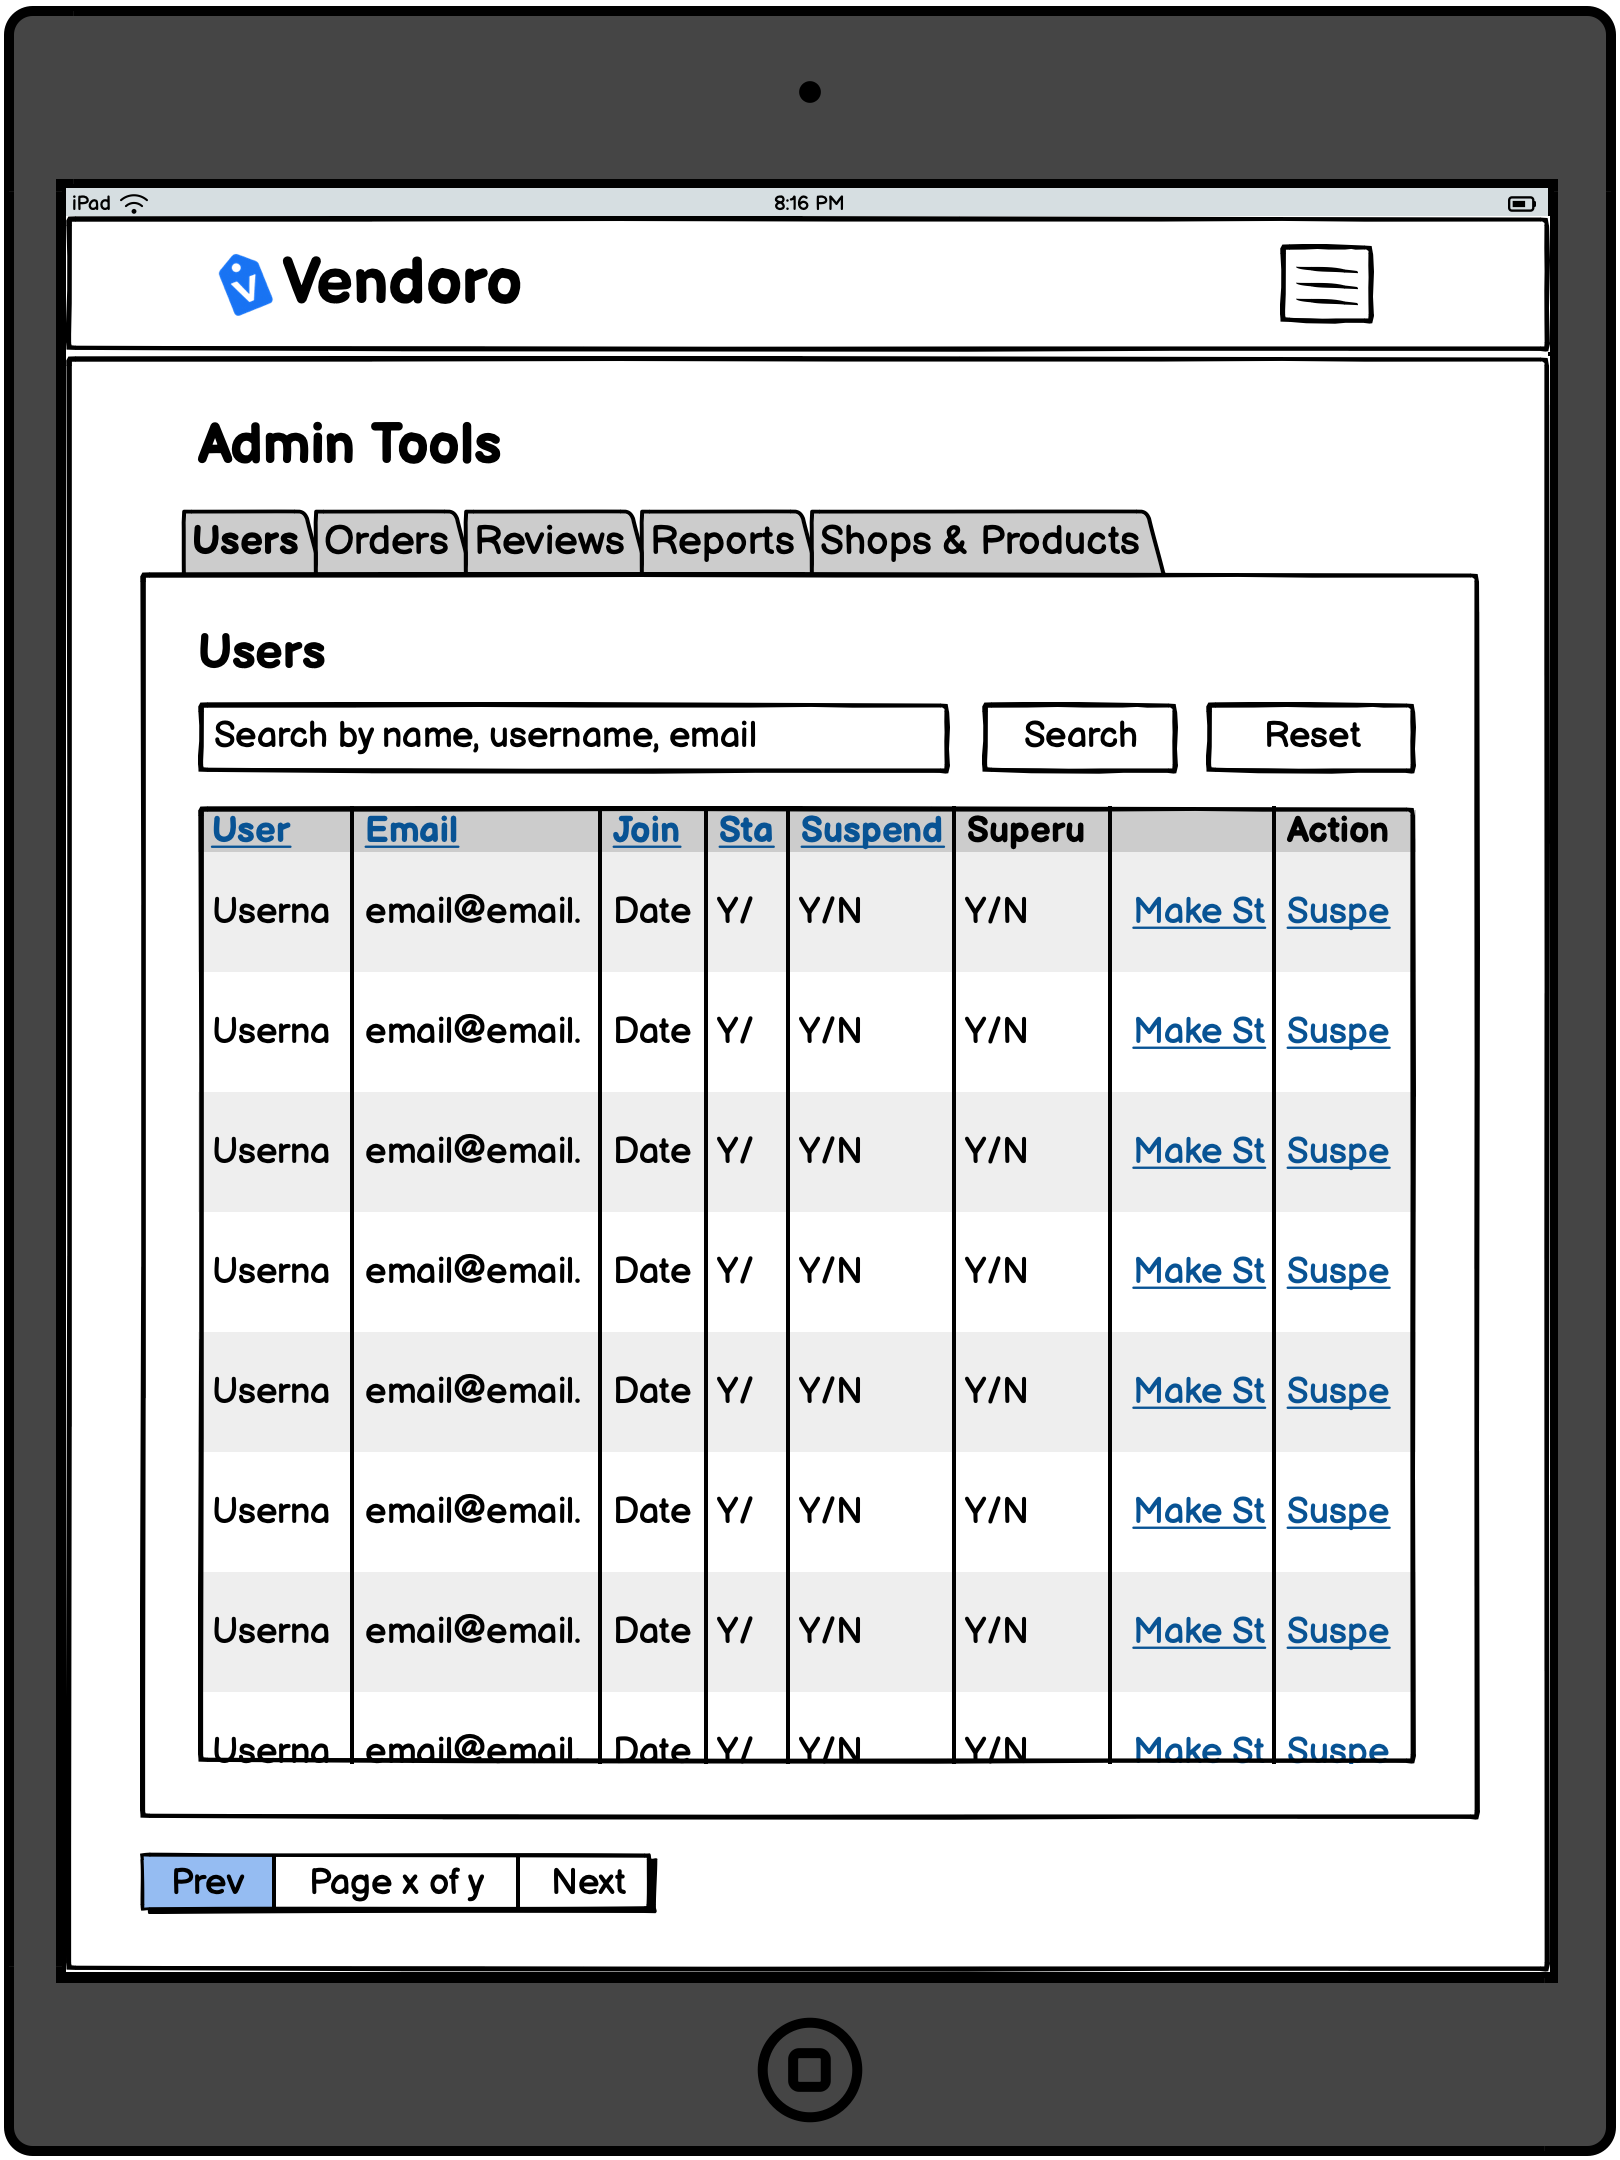 iPad 8:16 PM
Vendoro
Admin Tools
Users Orders Reviews Reports Shops & Products
Users
Search by name, username, email Search Reset
User Email Join Sta Suspend Superu Action
Userna email@email. Date Y/ Y/N Y/N Make St Suspe
Userna email@email. Date Y/ Y/N Y/N Make St Suspe
Userna email@email. Date Y/ Y/N Y/N Make St Suspe
Userna email@email. Date Y/ Y/N Y/N Make St Suspe
Userna email@email. Date Y/ Y/N Y/N Make St Suspe
Userna email@email. Date Y/ Y/N Y/N Make St Suspe
Userna email@email. Date Y/ Y/N Y/N Make St Suspe
Userna email@email. Date Y/ Y/N Y/N Make St Suspe
Prev Page x of y Next